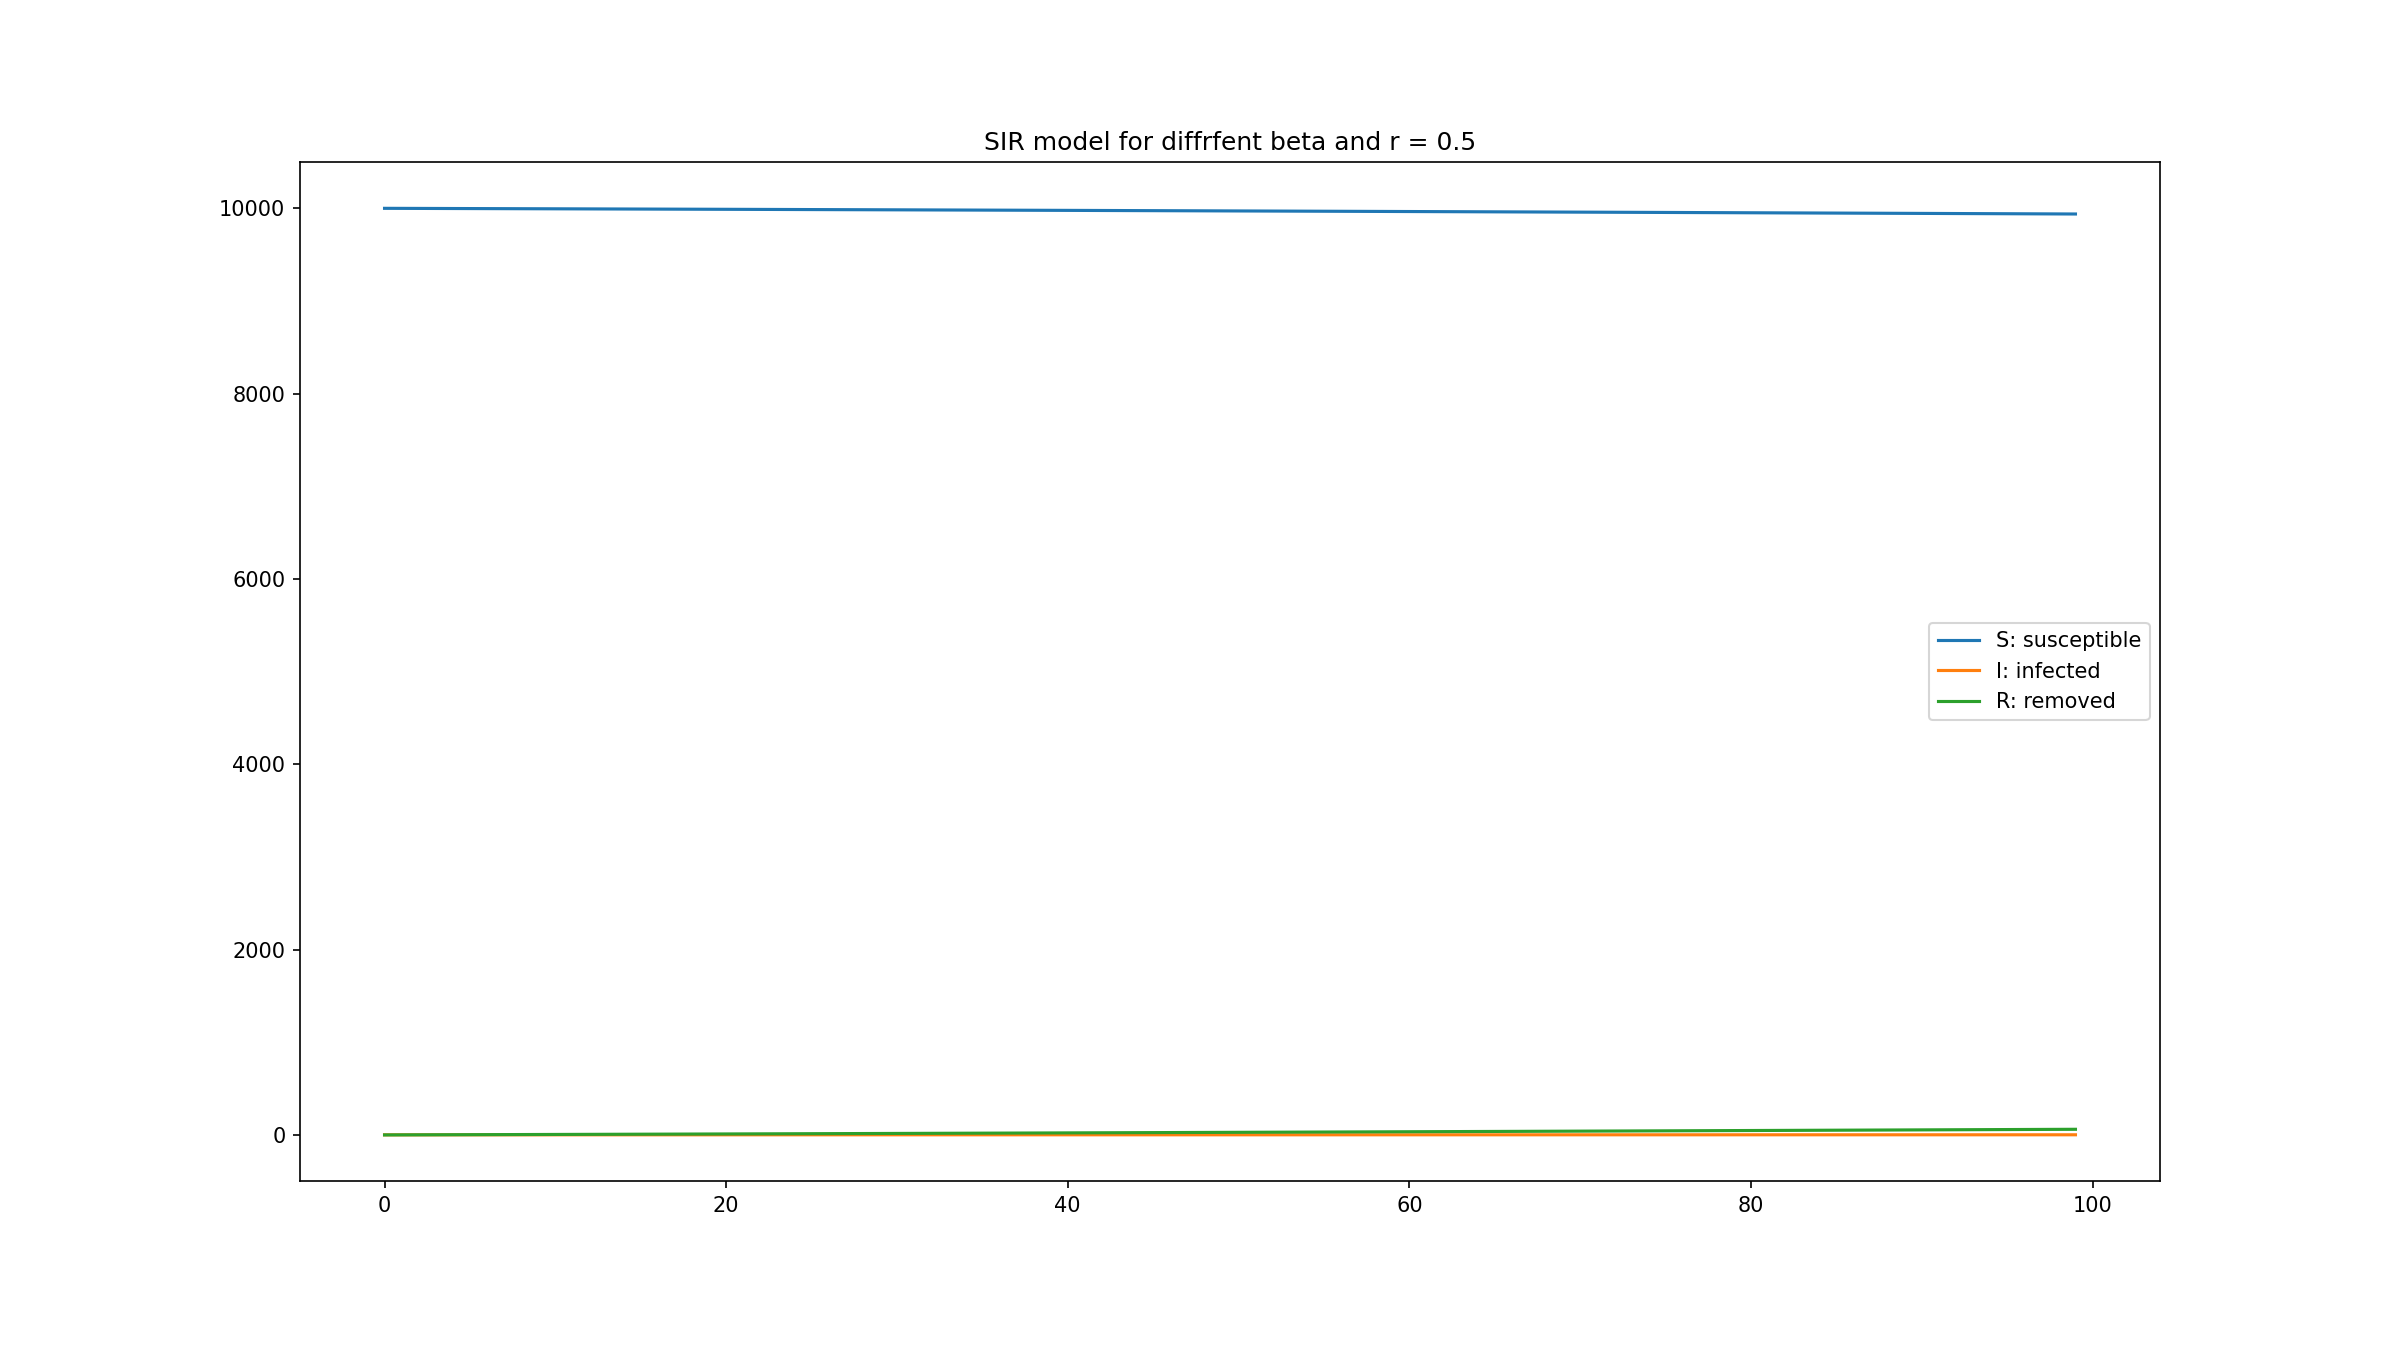 SIR model for diffrfent beta and r = 0.5
10000
8000
6000
4000
2000
0
S: susceptible
I: infected
R: removed
0 20 40 60 80 100